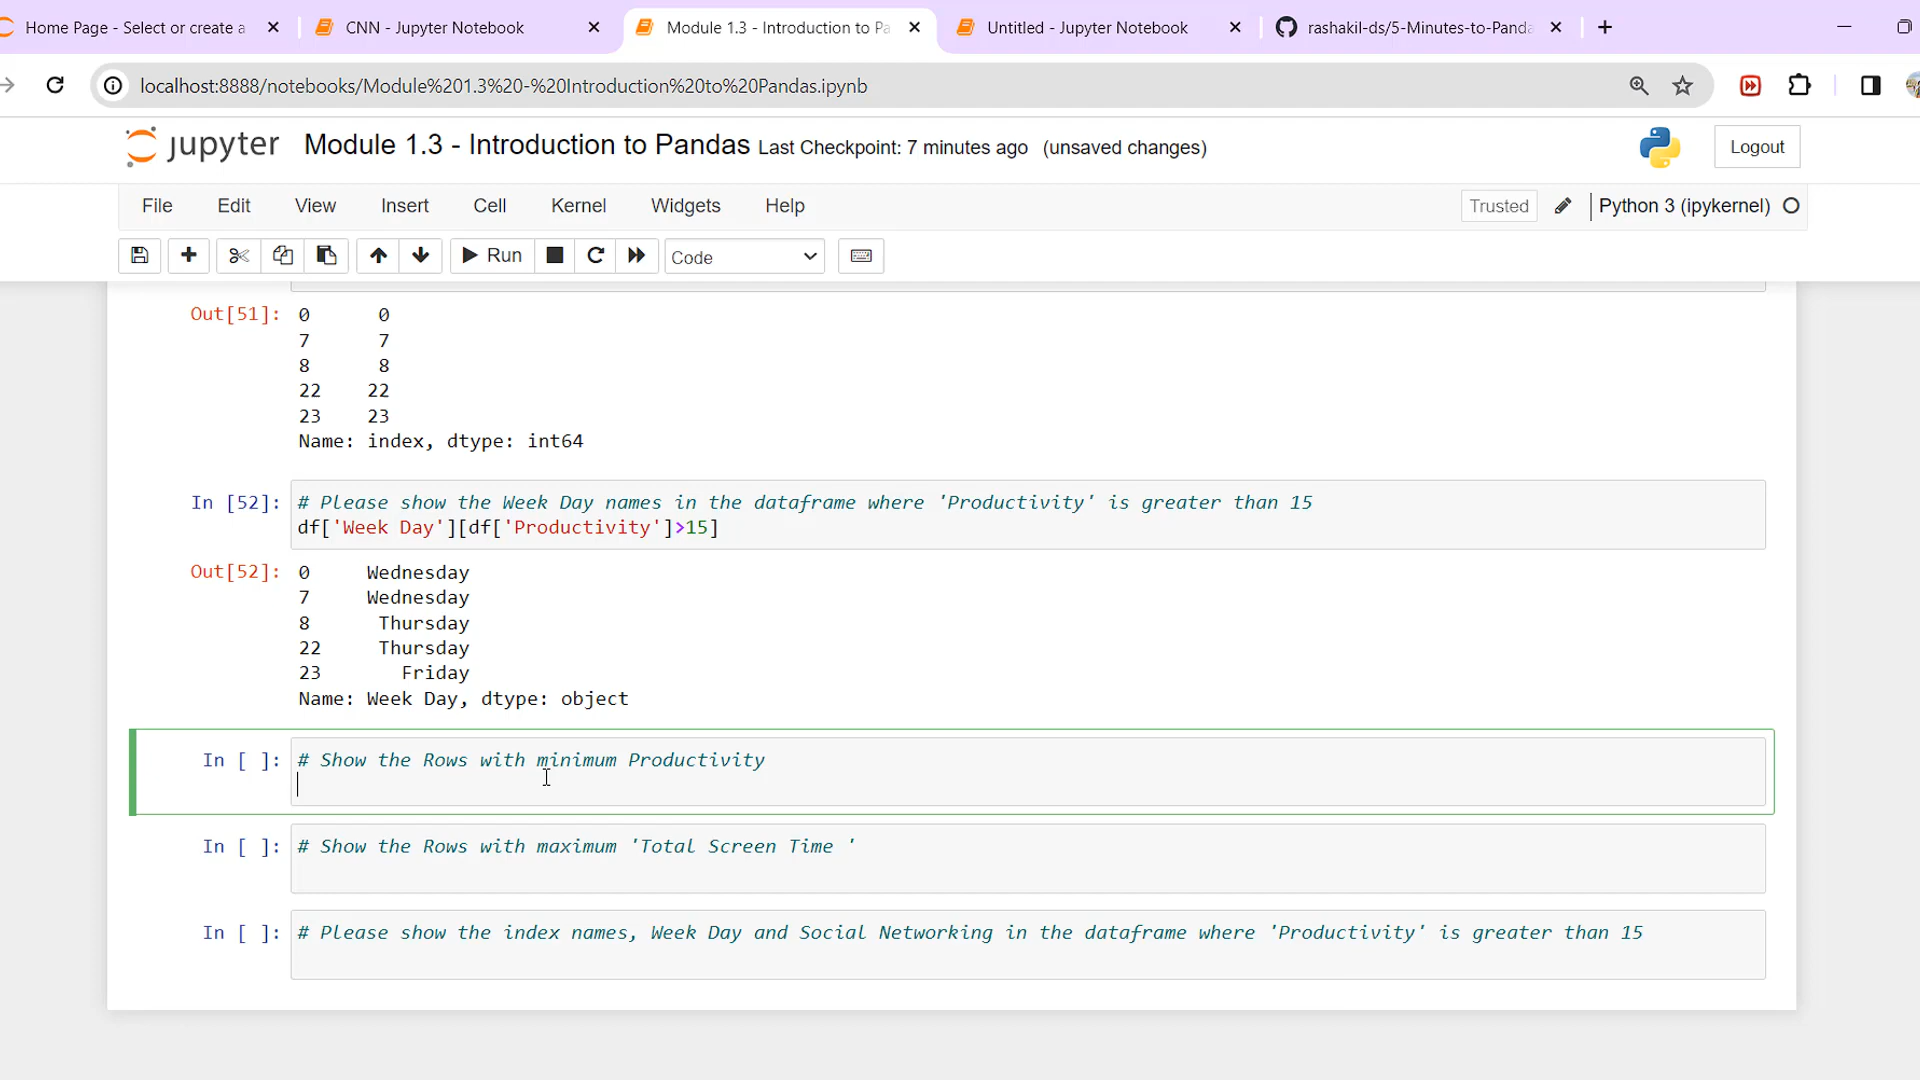 Home Page - Select or create a
CNN - Jupyter Notebook
Module 1.3 - Introduction to Pa
Untitled - Jupyter Notebook
rashakil-ds/5-Minutes-to-Panda
localhost:8888/notebooks/Module%201.3%20-%20Introduction%20to%20Pandas.ipynb
jupyter Module 1.3 - Introduction to Pandas Last Checkpoint: 7 minutes ago (unsaved changes)
Logout
File Edit View Insert Cell Kernel Widgets Help
Trusted Python 3 (ipykernel)
Run Code
Out[51]: 0 0
7 7
8 8
22 22
23 23
Name: index, dtype: int64
In [52]: # Please show the Week Day names in the dataframe where 'Productivity' is greater than 15
df['Week Day'][df['Productivity']>15]
Out[52]: 0 Wednesday
7 Wednesday
8 Thursday
22 Thursday
23 Friday
Name: Week Day, dtype: object
In [ ]: # Show the Rows with minimum Productivity
In [ ]: # Show the Rows with maximum 'Total Screen Time '
In [ ]: # Please show the index names, Week Day and Social Networking in the dataframe where 'Productivity' is greater than 15